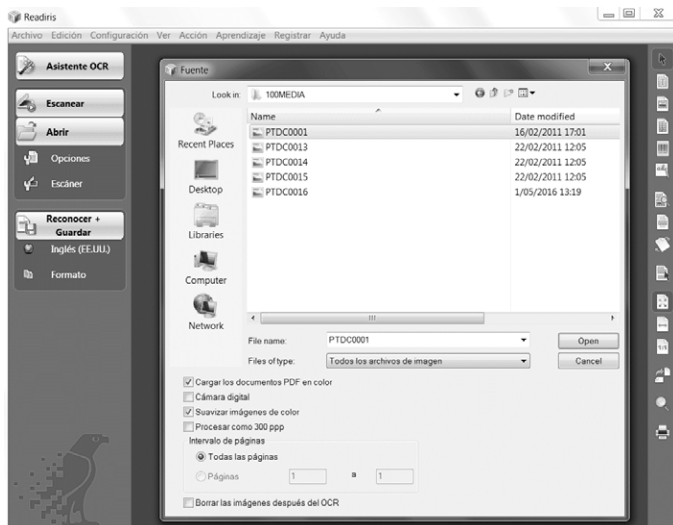 Readiris
Archivo Edición Configuración Ver Acción Aprendizaje Registrar Ayuda
Asistente OCR
Escanear
Abrir
Opciones
Escáner
Reconocer +
Guardar
Inglés (EE.UU.)
Formato
Fuente
Look in: 100MEDIA
Name Date modified
PTDC0001 16/02/2011 17:01
PTDC0013 22/02/2011 12:05
PTDC0014 22/02/2011 12:05
PTDC0015 22/02/2011 12:05
PTDC0016 1/05/2016 13:19
Recent Places
Desktop
Libraries
Computer
Network
File name: PTDC0001 Open
Files of type: Todos los archivos de imagen Cancel
Cargar los documentos PDF en color
Cámara digital
Suavizar imágenes de color
Procesar como 300 ppp
Intervalo de páginas
Todas las páginas
Páginas 1 a 1
Borrar las imágenes después del OCR
1:1